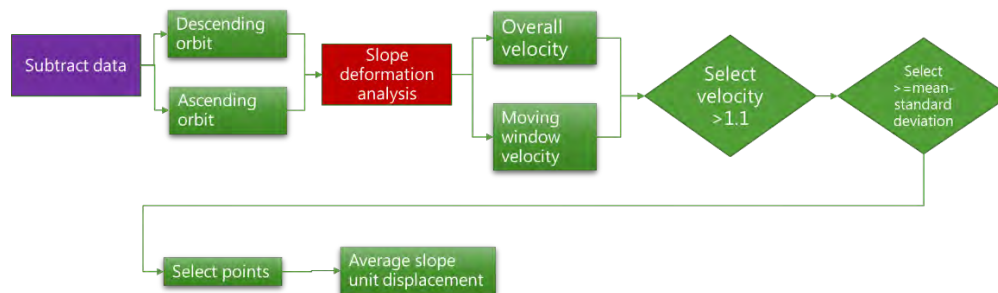 Subtract data
Descending
orbit
Ascending
orbit
Slope
deformation
analysis
Overall
velocity
Moving
window
velocity
Select
velocity
>1.1
Select
>=mean-
standard
deviation
Select points
Average slope
unit displacement